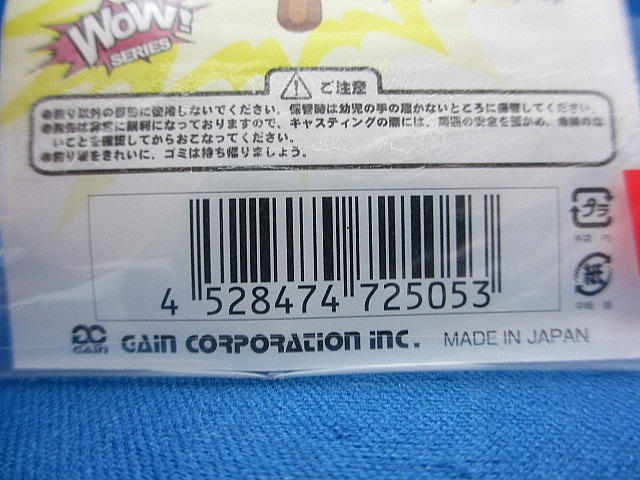 WOW!
SERIES
ご注意
●釣り以外の目的に使用しないでください。保管時は幼児の手の届かないところに保管してください。
●針先は非常に鋭利になっておりますので、キャスティングの際には、周囲の安全を確かめ、危険のな
いことを確認してからおこなってください。
●釣り場をきれいに、ゴミは持ち帰りましょう。
プラ
外袋：PE
紙
4 528474 725053
GAIN
GAIN CORPORATION INC.
MADE IN JAPAN